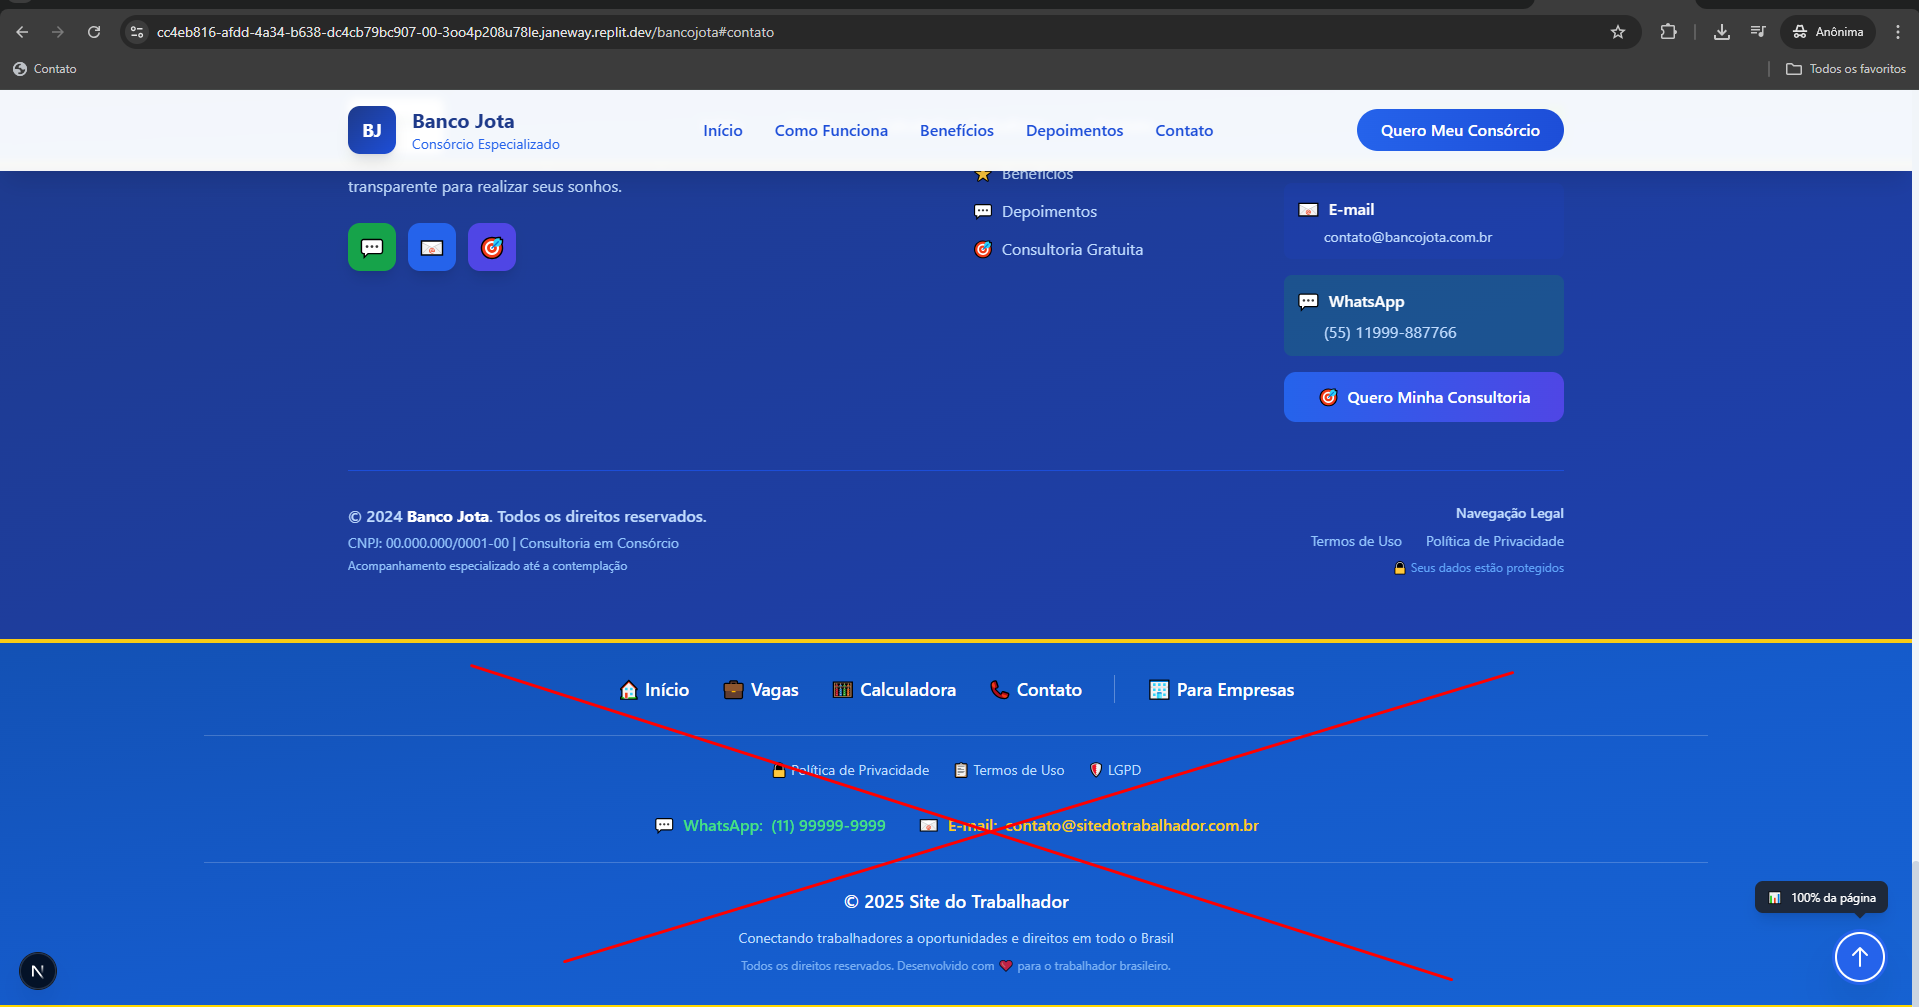 cc4eb816-afdd-4a34-b638-dc4cb79bc907-00-3oo4p208u78le.janeway.replit.dev/bancojota#contato
Anônima
Contato
Todos os favoritos
BJ
Banco Jota
Consórcio Especializado
Início
Como Funciona
Benefícios
Depoimentos
Contato
Quero Meu Consórcio
transparente para realizar seus sonhos.
Benefícios
Depoimentos
Consultoria Gratuita
E-mail
contato@bancojota.com.br
WhatsApp
(55) 11999-887766
Quero Minha Consultoria
© 2024 Banco Jota. Todos os direitos reservados.
CNPJ: 00.000.000/0001-00 | Consultoria em Consórcio
Acompanhamento especializado até a contemplação
Navegação Legal
Termos de Uso Política de Privacidade
Seus dados estão protegidos
Início Vagas Calculadora Contato Para Empresas
Política de Privacidade Termos de Uso LGPD
WhatsApp: (11) 99999-9999 E-mail: contato@sitedotrabalhador.com.br
© 2025 Site do Trabalhador
Conectando trabalhadores a oportunidades e direitos em todo o Brasil
Todos os direitos reservados. Desenvolvido com ❤️ para o trabalhador brasileiro.
100% da página
N